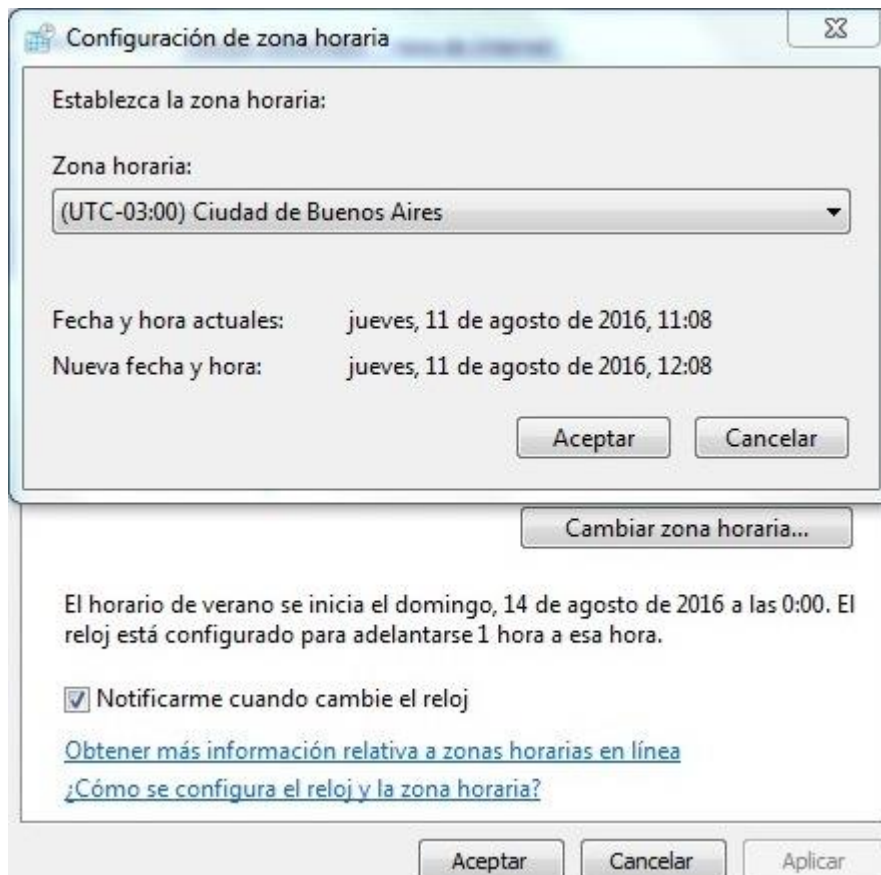 Configuración de zona horaria
Establezca la zona horaria:
Zona horaria:
(UTC-03:00) Ciudad de Buenos Aires
Fecha y hora actuales: jueves, 11 de agosto de 2016, 11:08
Nueva fecha y hora: jueves, 11 de agosto de 2016, 12:08
Aceptar Cancelar
Cambiar zona horaria...
El horario de verano se inicia el domingo, 14 de agosto de 2016 a las 0:00. El
reloj está configurado para adelantarse 1 hora a esa hora.
Notificarme cuando cambie el reloj
Obtener más información relativa a zonas horarias en línea
¿Cómo se configura el reloj y la zona horaria?
Aceptar Cancelar Aplicar